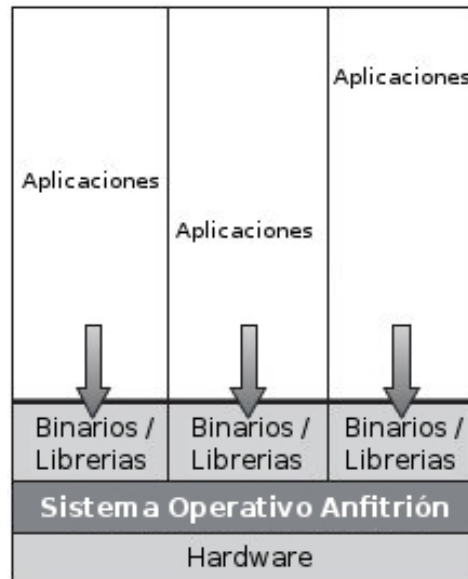 Aplicaciones
Aplicaciones
Aplicaciones
Binarios /
Librerias
Binarios /
Librerias
Binarios /
Librerias
Sistema Operativo Anfitrión
Hardware